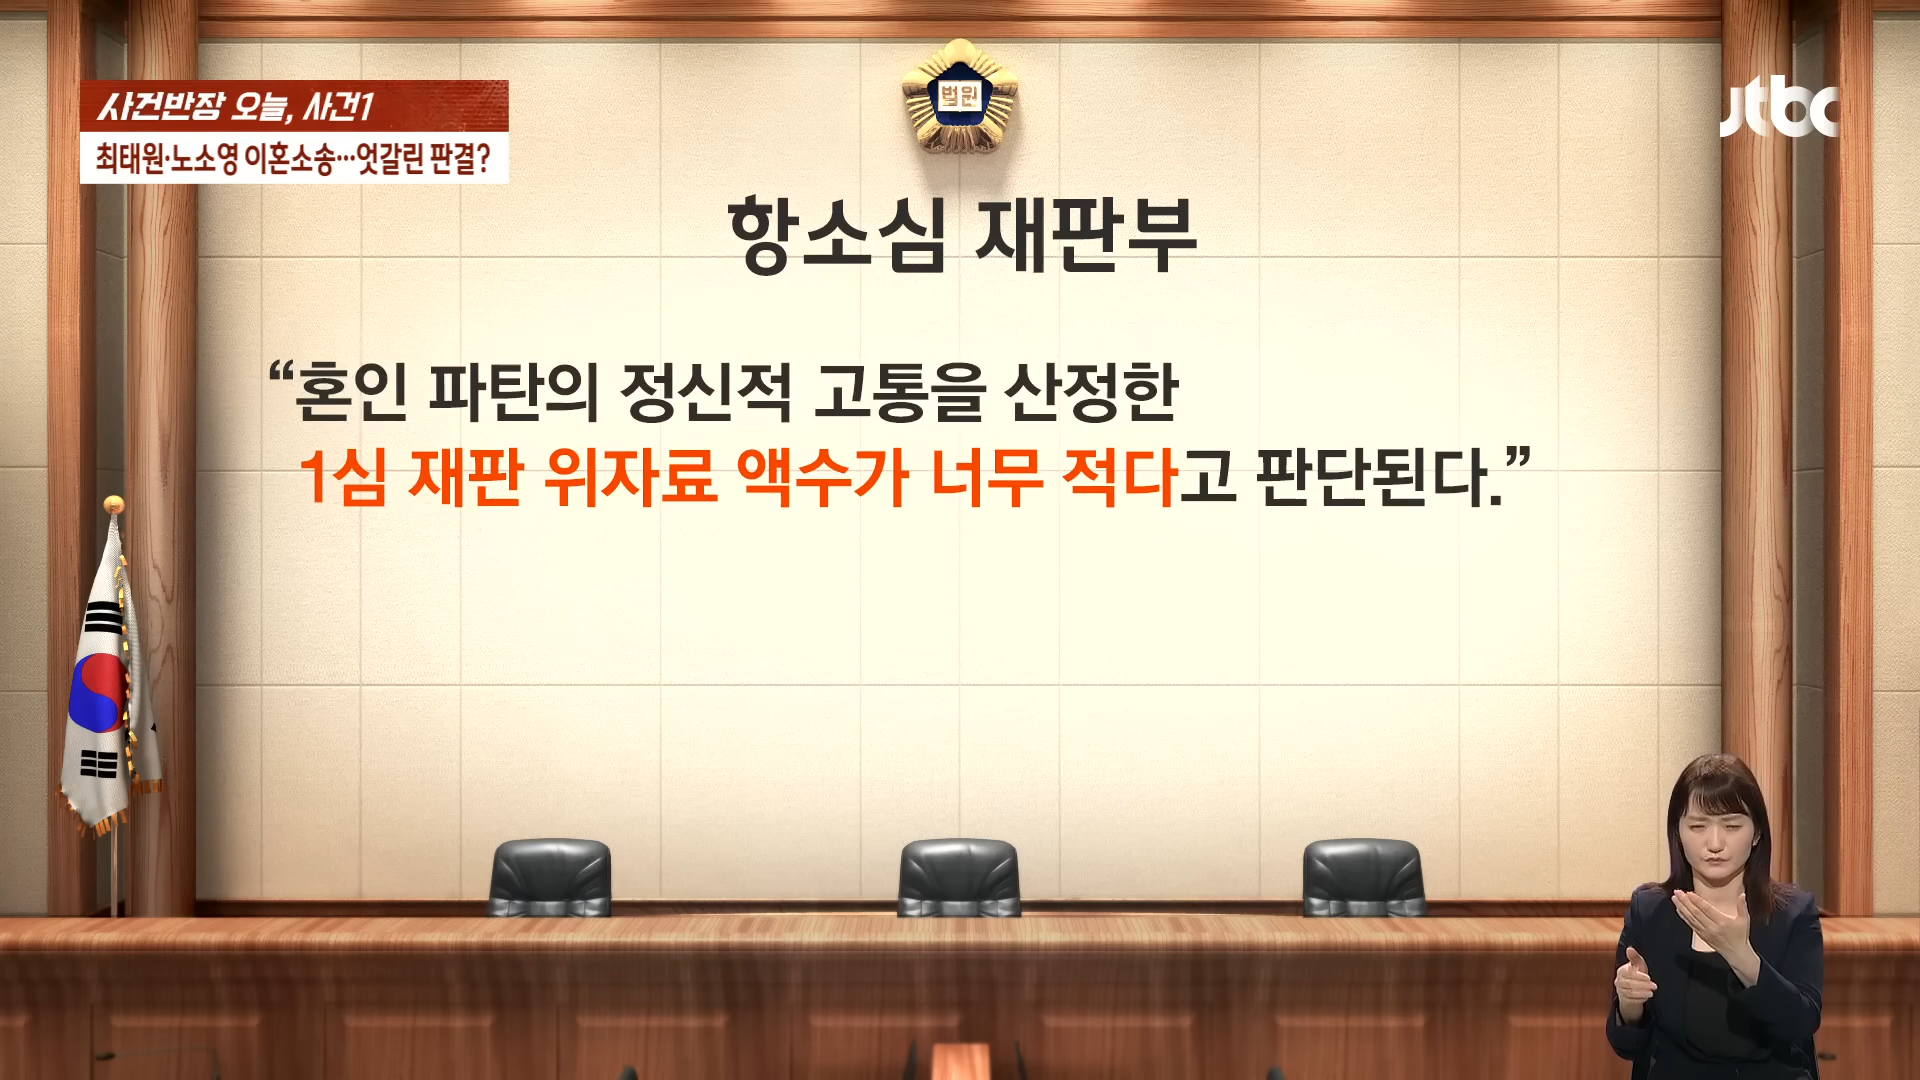 사건반장 오늘, 사건1
최태원·노소영 이혼소송…엇갈린 판결?
법원
jtbc
항소심 재판부
“혼인 파탄의 정신적 고통을 산정한
1심 재판 위자료 액수가 너무 적다고 판단된다.”